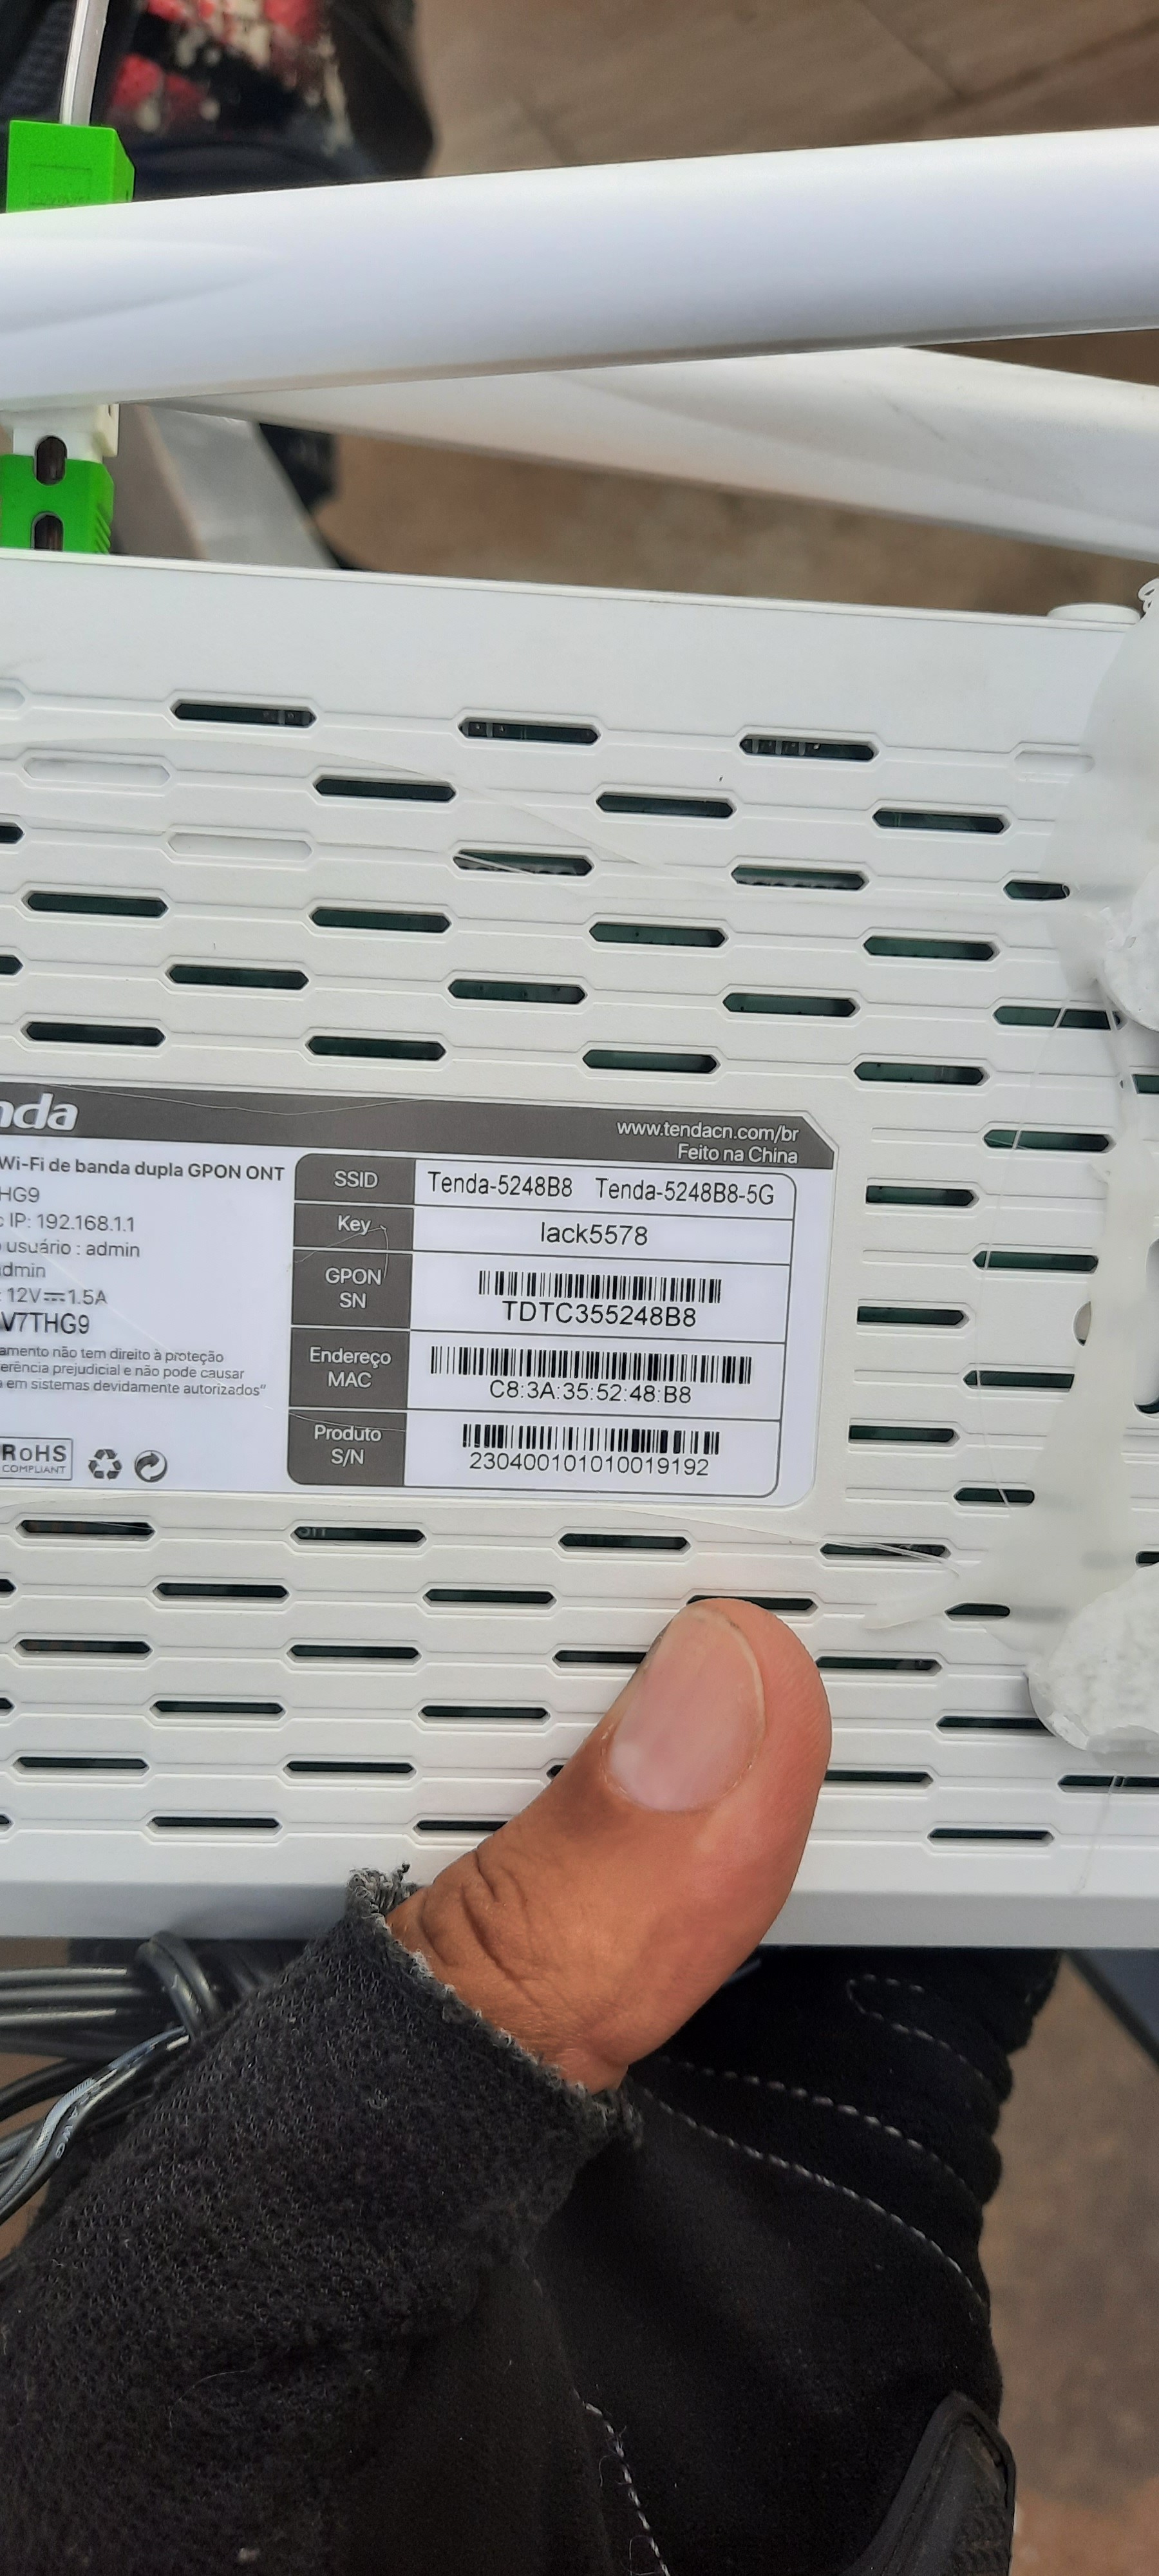 nda
www.tendacn.com/br
Feito na China
Wi-Fi de banda dupla GPON ONT
HG9
IP: 192.168.1.1
usuário : admin
dmin
: 12V⎓1.5A
V7THG9
amento não tem direito à proteção
erência prejudicial e não pode causar
em sistemas devidamente autorizados"
RoHS
COMPLIANT
SSID Tenda-5248B8 Tenda-5248B8-5G
Key lack5578
GPON
SN
TDTC355248B8
Endereço
MAC
C8:3A:35:52:48:B8
Produto
S/N
230400101010019192